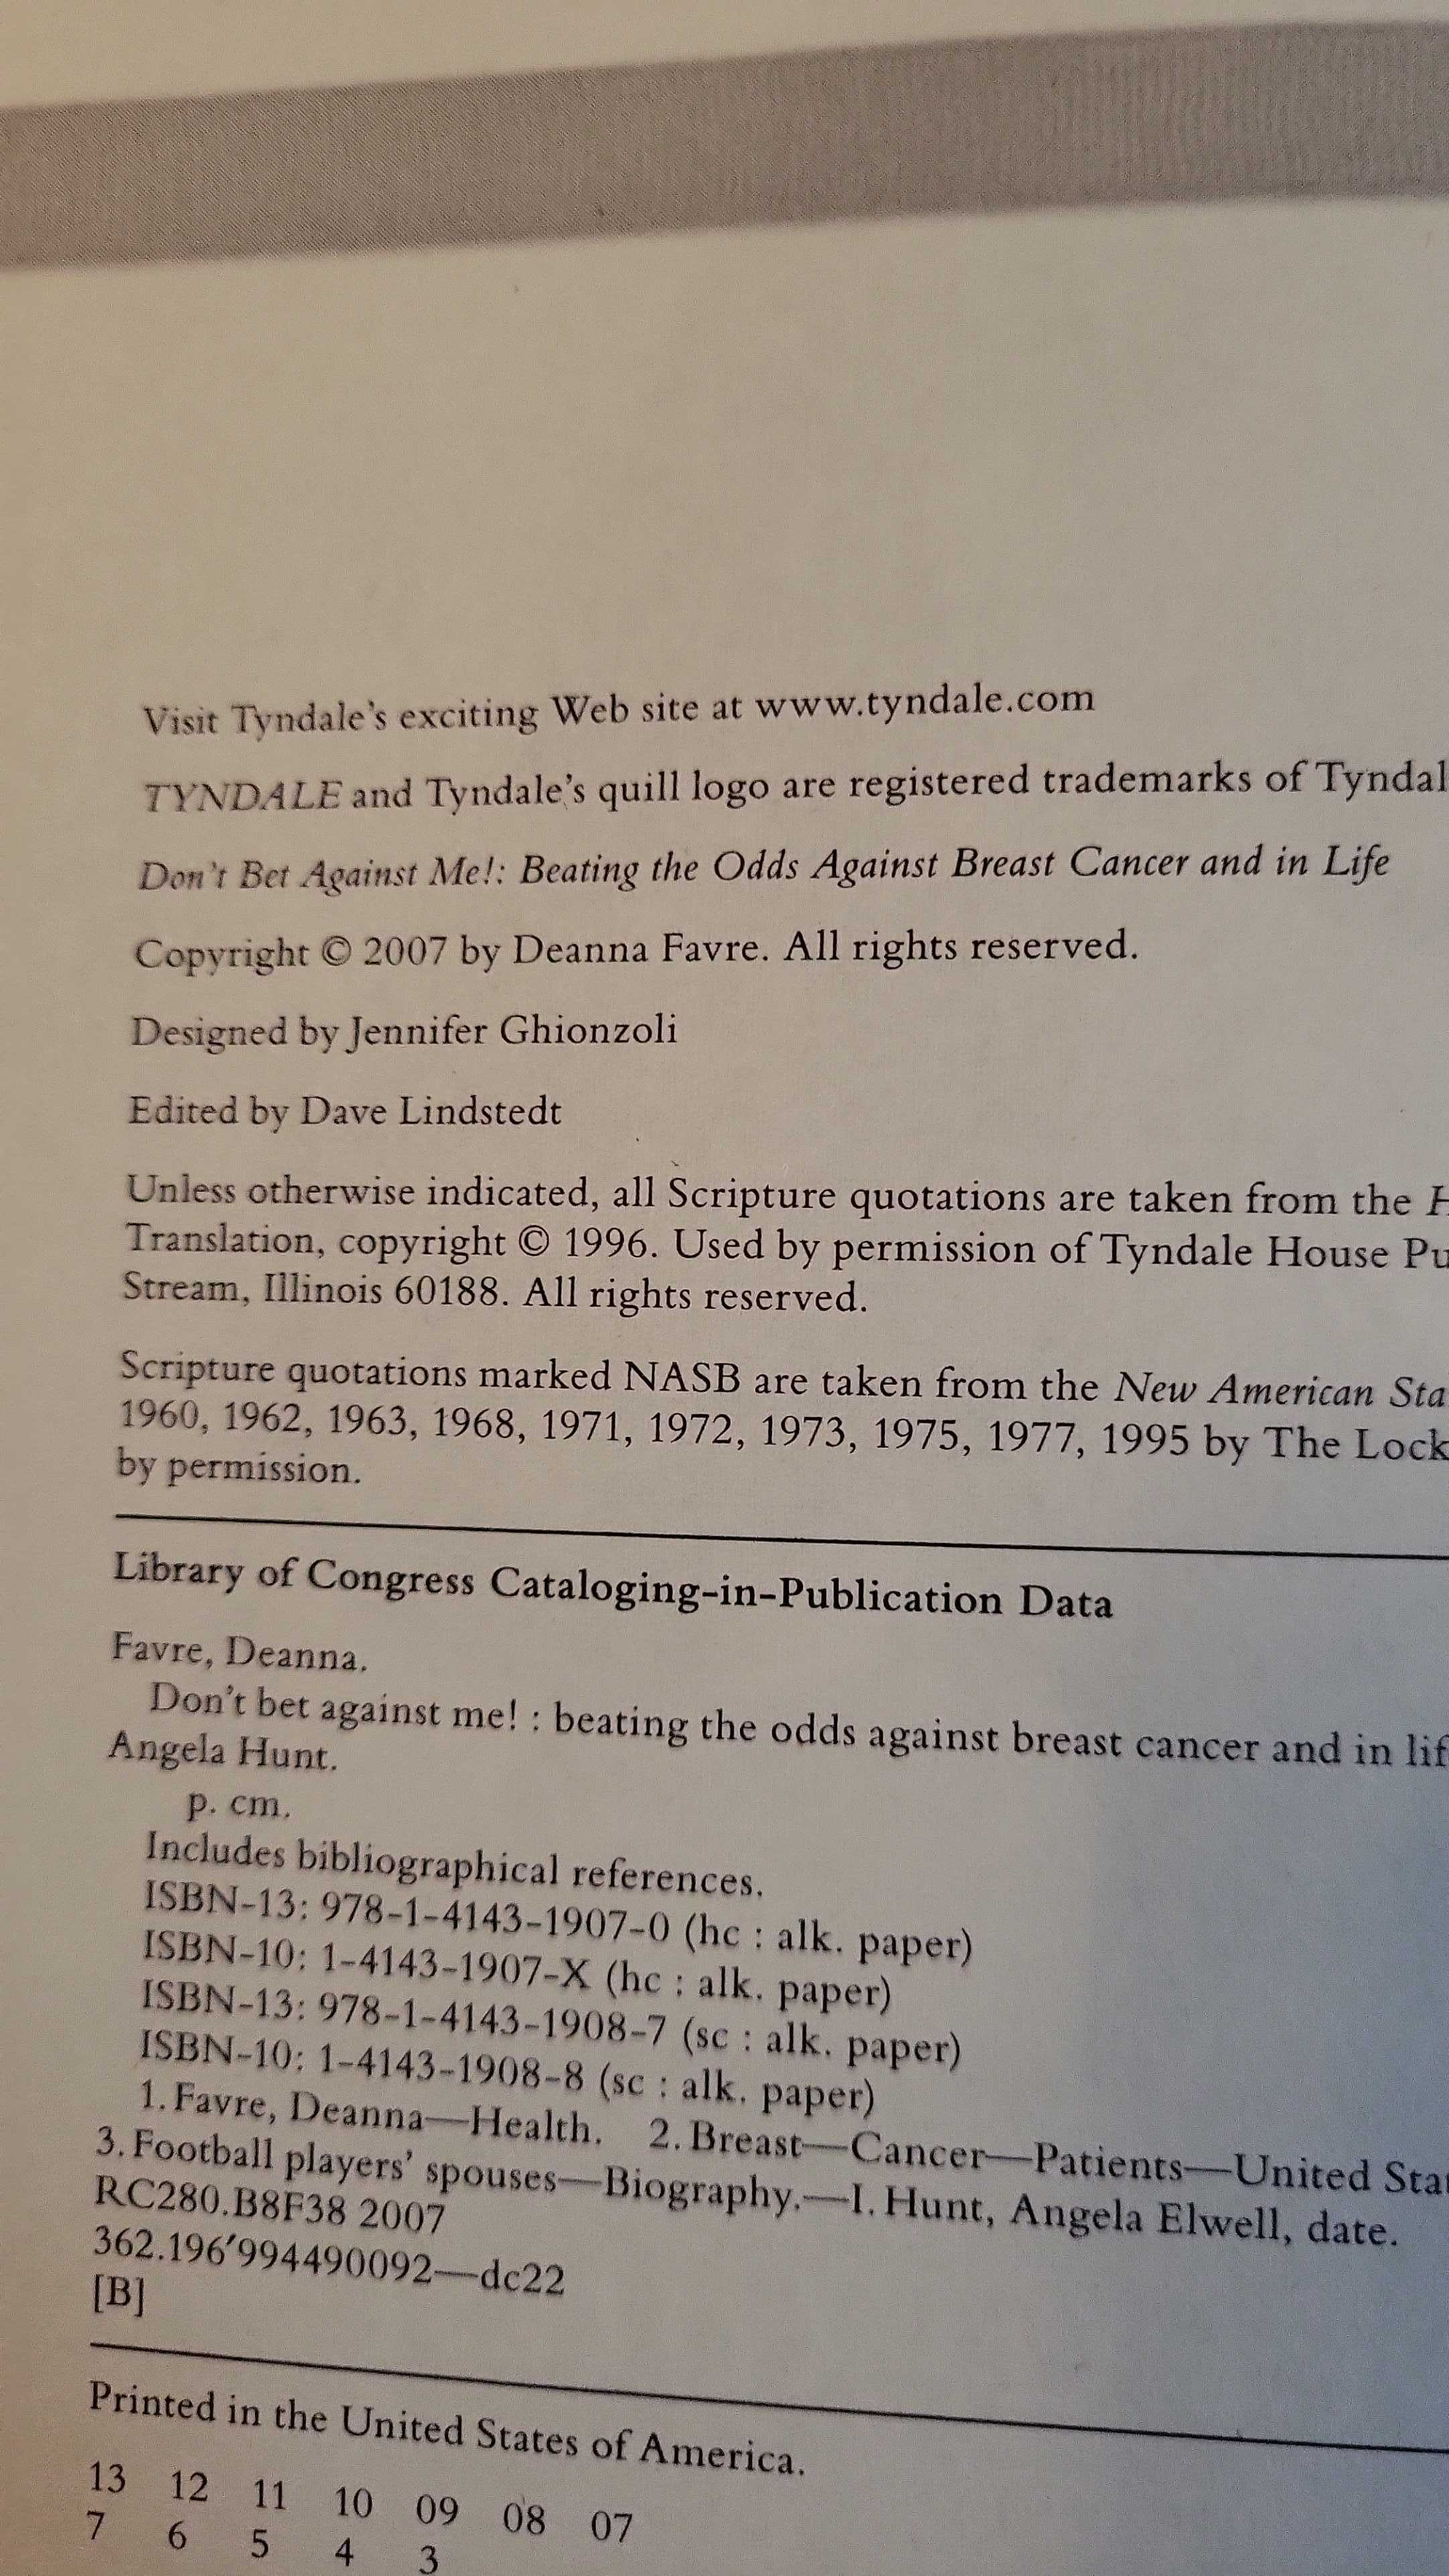 Visit Tyndale's exciting Web site at www.tyndale.com
TYNDALE and Tyndale's quill logo are registered trademarks of Tyndal
Don't Bet Against Me!: Beating the Odds Against Breast Cancer and in Life
Copyright © 2007 by Deanna Favre. All rights reserved.
Designed by Jennifer Ghionzoli
Edited by Dave Lindstedt
Unless otherwise indicated, all Scripture quotations are taken from the H
Translation, copyright © 1996. Used by permission of Tyndale House Pu
Stream, Illinois 60188. All rights reserved.
Scripture quotations marked NASB are taken from the New American Sta
1960, 1962, 1963, 1968, 1971, 1972, 1973, 1975, 1977, 1995 by The Lock
by permission.
Library of Congress Cataloging-in-Publication Data
Favre, Deanna.
Don't bet against me! : beating the odds against breast cancer and in lif
Angela Hunt.
p. cm.
Includes bibliographical references.
ISBN-13: 978-1-4143-1907-0 (hc : alk. paper)
ISBN-10: 1-4143-1907-X (hc : alk. paper)
ISBN-13: 978-1-4143-1908-7 (sc : alk. paper)
ISBN-10: 1-4143-1908-8 (sc : alk. paper)
1. Favre, Deanna—Health. 2. Breast—Cancer—Patients—United Sta
3. Football players' spouses—Biography.—I. Hunt, Angela Elwell, date.
RC280.B8F38 2007
362.196′994490092—dc22
[B]
Printed in the United States of America.
13 12 11 10 09 08 07
7 6 5 4 3